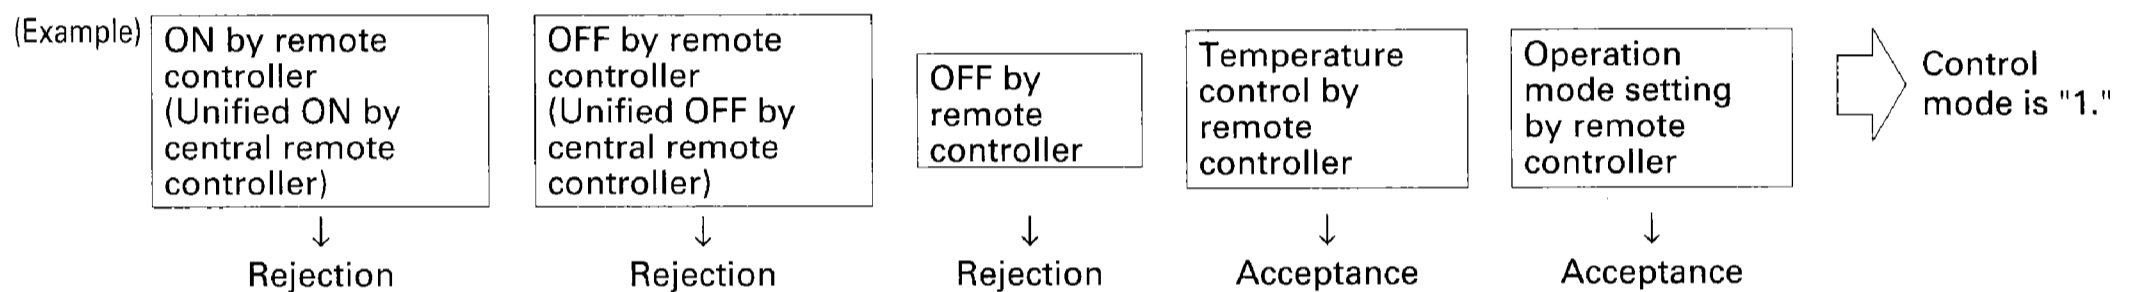 (Example)
ON by remote
controller
(Unified ON by
central remote
controller)
↓
Rejection
OFF by remote
controller
(Unified OFF by
central remote
controller)
↓
Rejection
OFF by
remote
controller
↓
Rejection
Temperature
control by
remote
controller
↓
Acceptance
Operation
mode setting
by remote
controller
↓
Acceptance
Control
mode is "1."